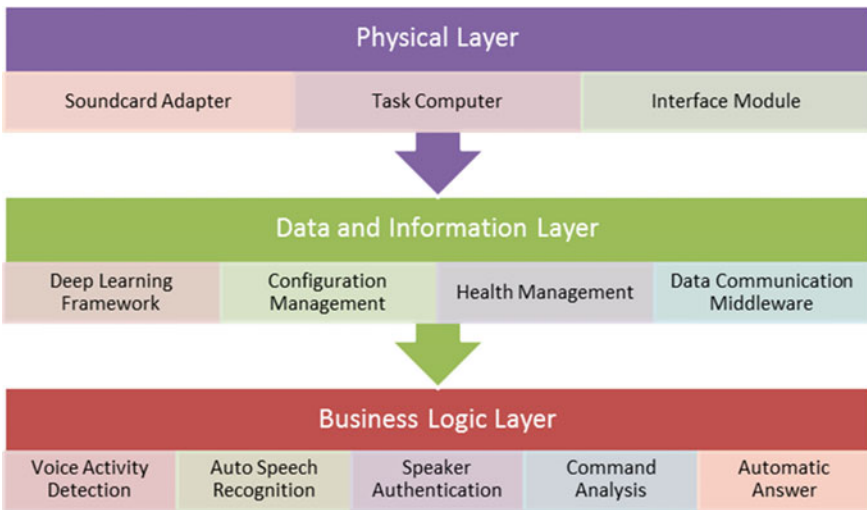 Physical Layer
Soundcard Adapter
Task Computer
Interface Module
Data and Information Layer
Deep Learning
Framework
Configuration
Management
Health Management
Data Communication
Middleware
Business Logic Layer
Voice Activity
Detection
Auto Speech
Recognition
Speaker
Authentication
Command
Analysis
Automatic
Answer